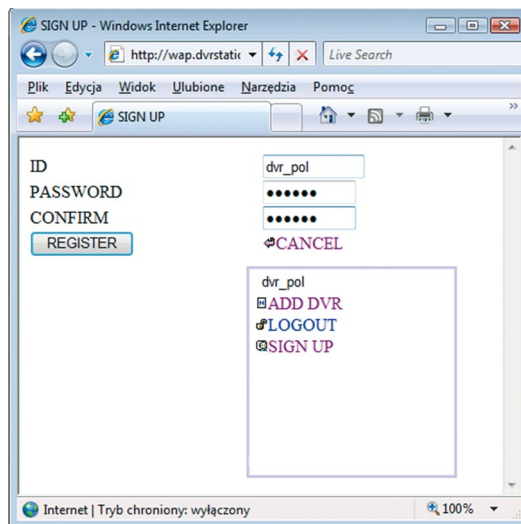 SIGN UP - Windows Internet Explorer
http://wap.dvrstatic
Live Search
Plik Edycja Widok Ulubione Narzędzia Pomoc
SIGN UP
ID dvr_pol
PASSWORD ••••••
CONFIRM ••••••
REGISTER CANCEL
dvr_pol
ADD DVR
LOGOUT
SIGN UP
Internet | Tryb chroniony: wyłączony 100%